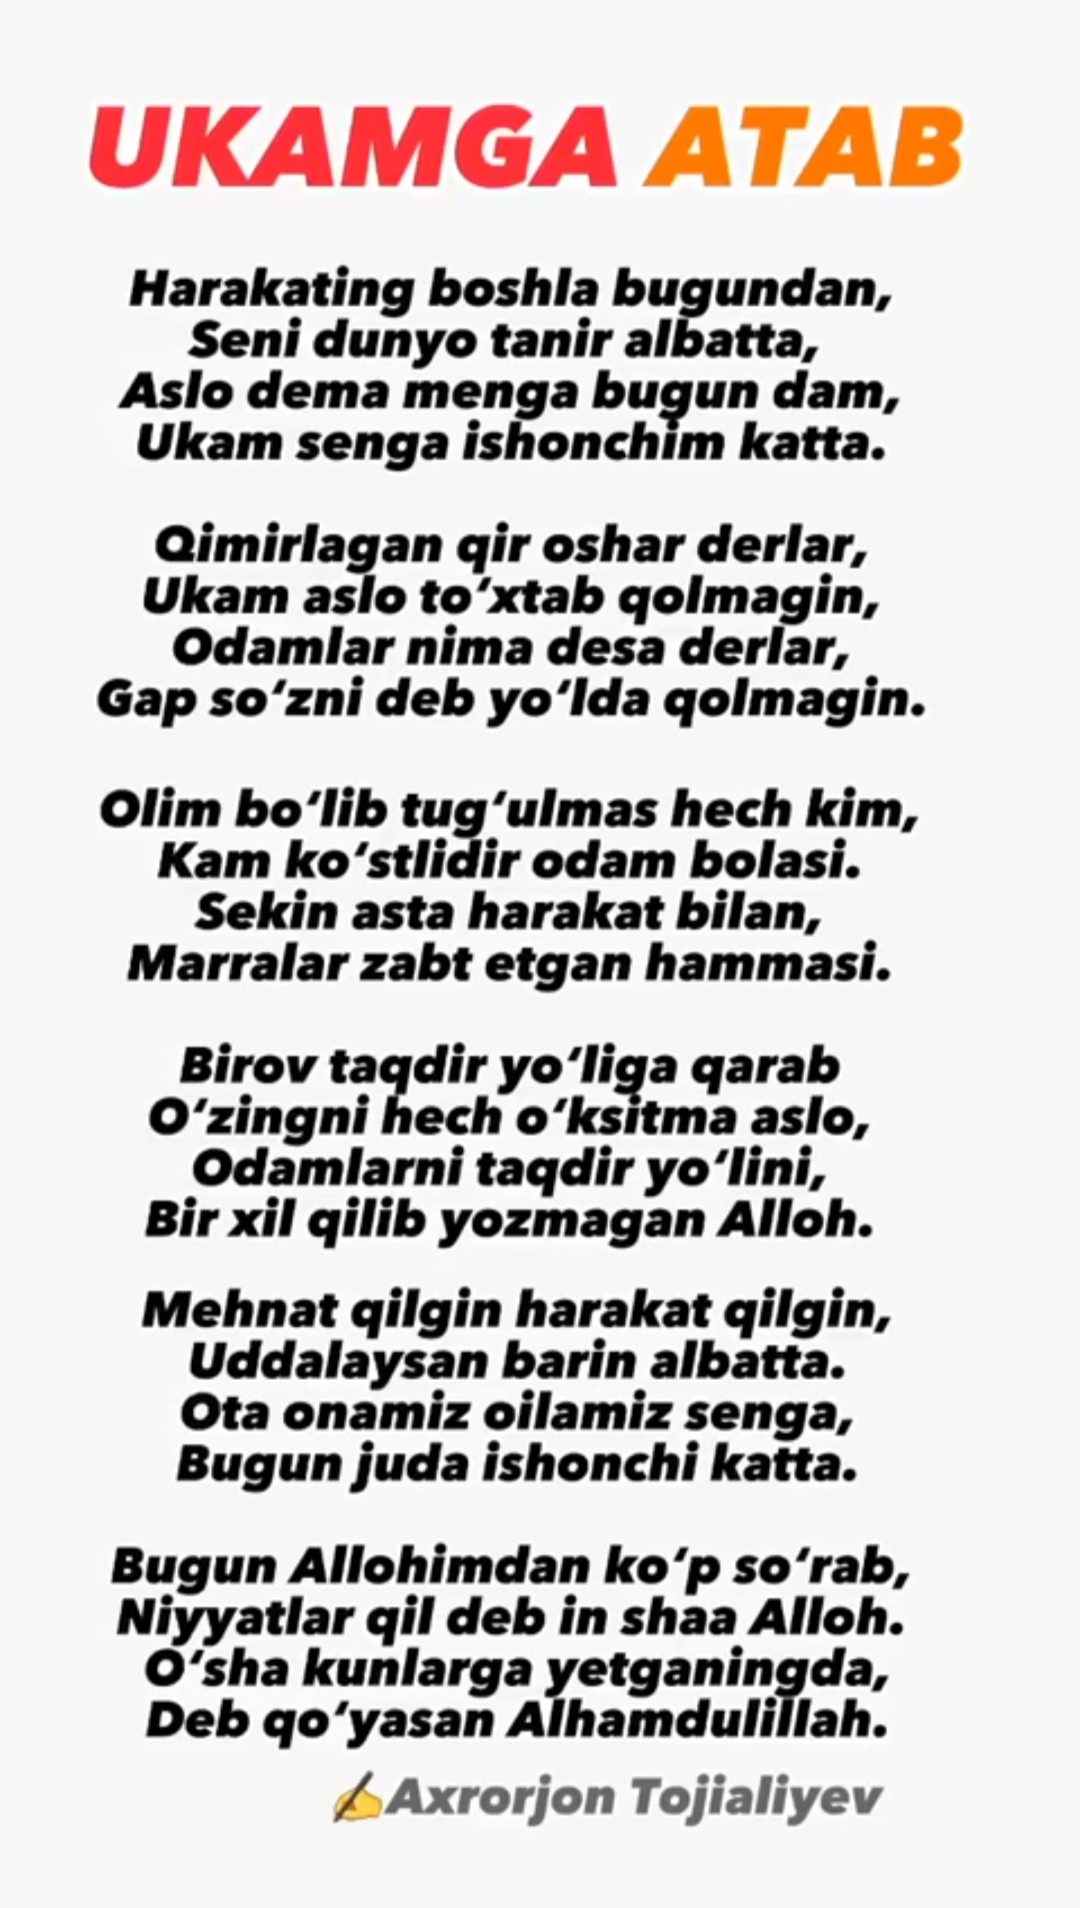 UKAMGA ATAB
Harakating boshla bugundan,
Seni dunyo tanir albatta,
Aslo dema menga bugun dam,
Ukam senga ishonchim katta.
Qimirlagan qir oshar derlar,
Ukam aslo to‘xtab qolmagin,
Odamlar nima desa derlar,
Gap so‘zni deb yo‘lda qolmagin.
Olim bo‘lib tug‘ulmas hech kim,
Kam ko‘stlidir odam bolasi.
Sekin asta harakat bilan,
Marralar zabt etgan hammasi.
Birov taqdir yo‘liga qarab
O‘zingni hech o‘ksitma aslo,
Odamlarni taqdir yo‘lini,
Bir xil qilib yozmagan Alloh.
Mehnat qilgin harakat qilgin,
Uddalaysan barin albatta.
Ota onamiz oilamiz senga,
Bugun juda ishonchi katta.
Bugun Allohimdan ko‘p so‘rab,
Niyyatlar qil deb in shaa Alloh.
O‘sha kunlarga yetganingda,
Deb qo‘yasan Alhamdulillah.
✍️Axrorjon Tojialiyev